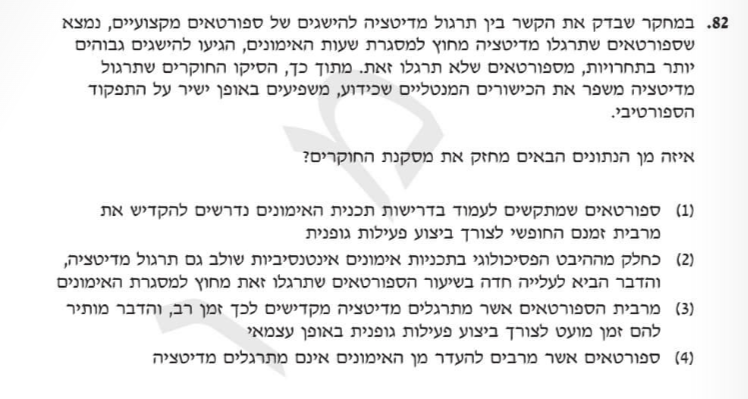 82. במחקר שבדק את הקשר בין תרגול מדיטציה להישגים של ספורטאים מקצועיים, נמצא
שספורטאים שתרגלו מדיטציה מחוץ למסגרת שעות האימונים, הגיעו להישגים גבוהים
יותר בתחרויות, מספורטאים שלא תרגלו זאת. מתוך כך, הסיקו החוקרים שתרגול
מדיטציה משפר את הכישורים המנטליים שכידוע, משפיעים באופן ישיר על התפקוד
הספורטיבי.
איזה מן הנתונים הבאים מחזק את מסקנת החוקרים?
(1) ספורטאים שמתקשים לעמוד בדרישות תכנית האימונים נדרשים להקדיש את
מרבית זמנם החופשי לצורך ביצוע פעילות גופנית
(2) כחלק מההיבט הפסיכולוגי בתכניות אימונים אינטנסיביות שולב גם תרגול מדיטציה,
והדבר הביא לעלייה חדה בשיעור הספורטאים שתרגלו זאת מחוץ למסגרת האימונים
(3) מרבית הספורטאים אשר מתרגלים מדיטציה מקדישים לכך זמן רב, והדבר מותיר
להם זמן מועט לצורך ביצוע פעילות גופנית באופן עצמאי
(4) ספורטאים אשר מרבים להעדר מן האימונים אינם מתרגלים מדיטציה